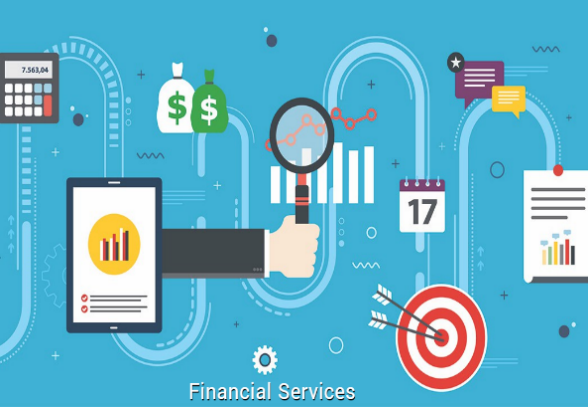 7.563,04
$
$
17
Financial Services